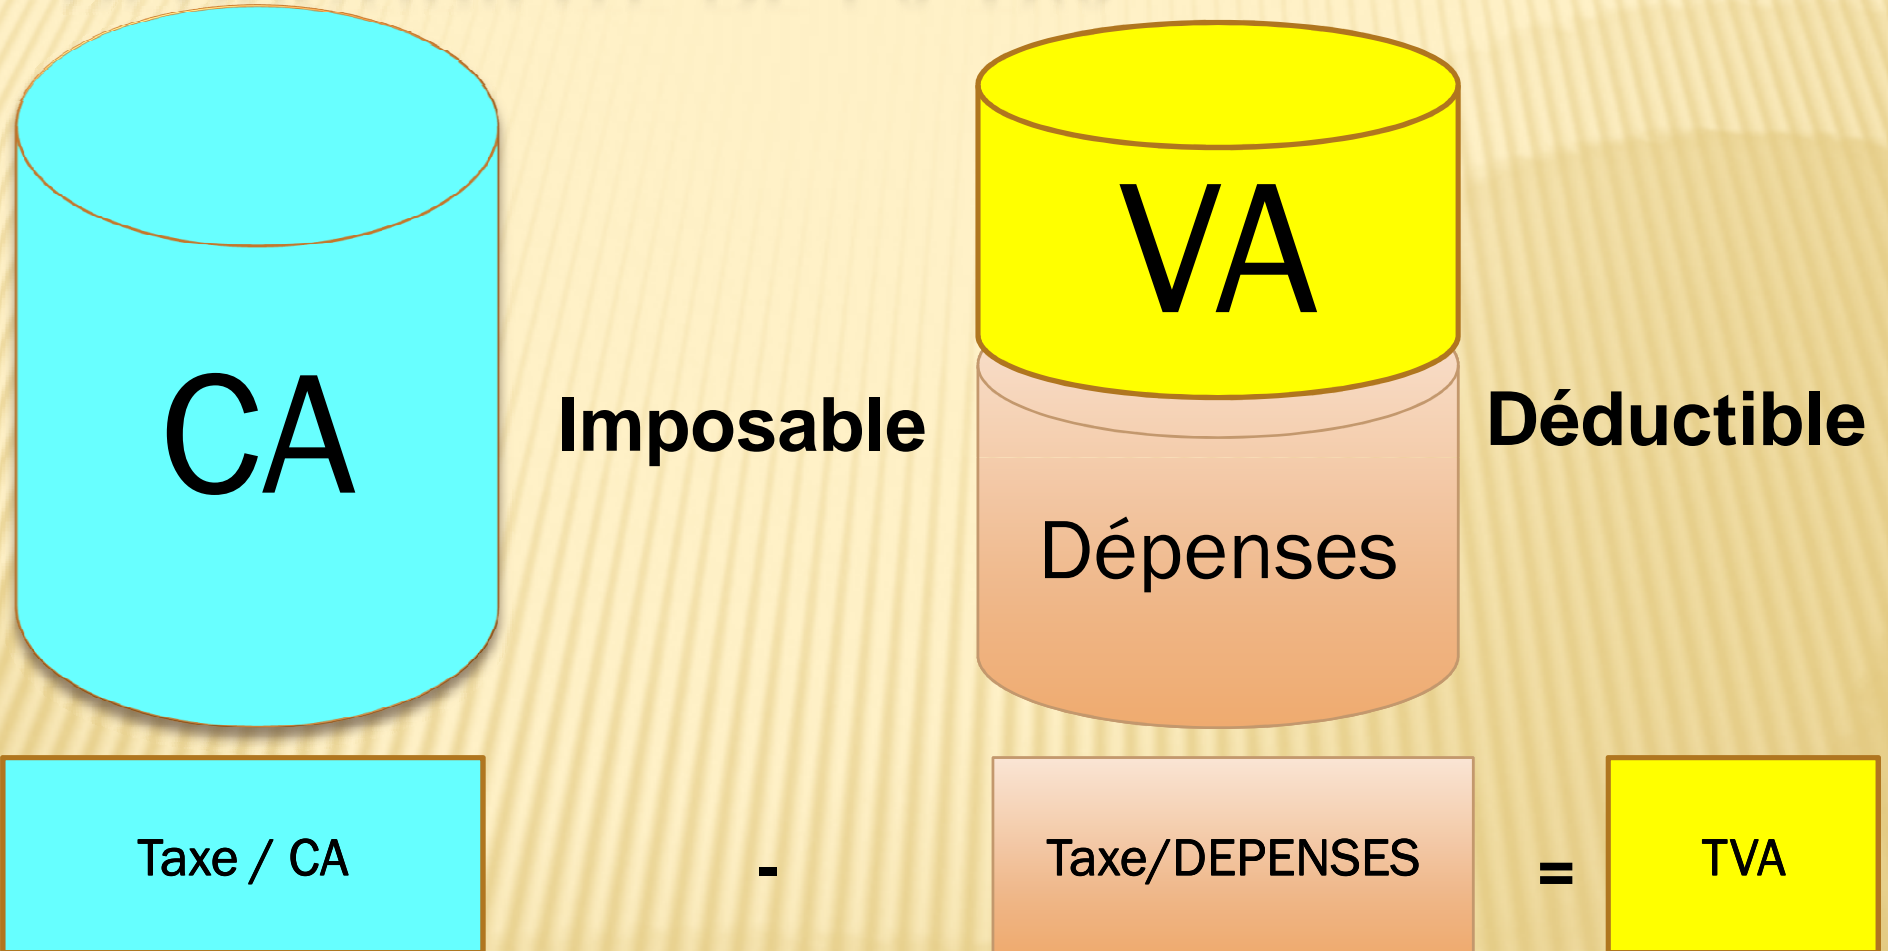 CA
Imposable
VA
Dépenses
Déductible
Taxe / CA
-
Taxe/DEPENSES
=
TVA